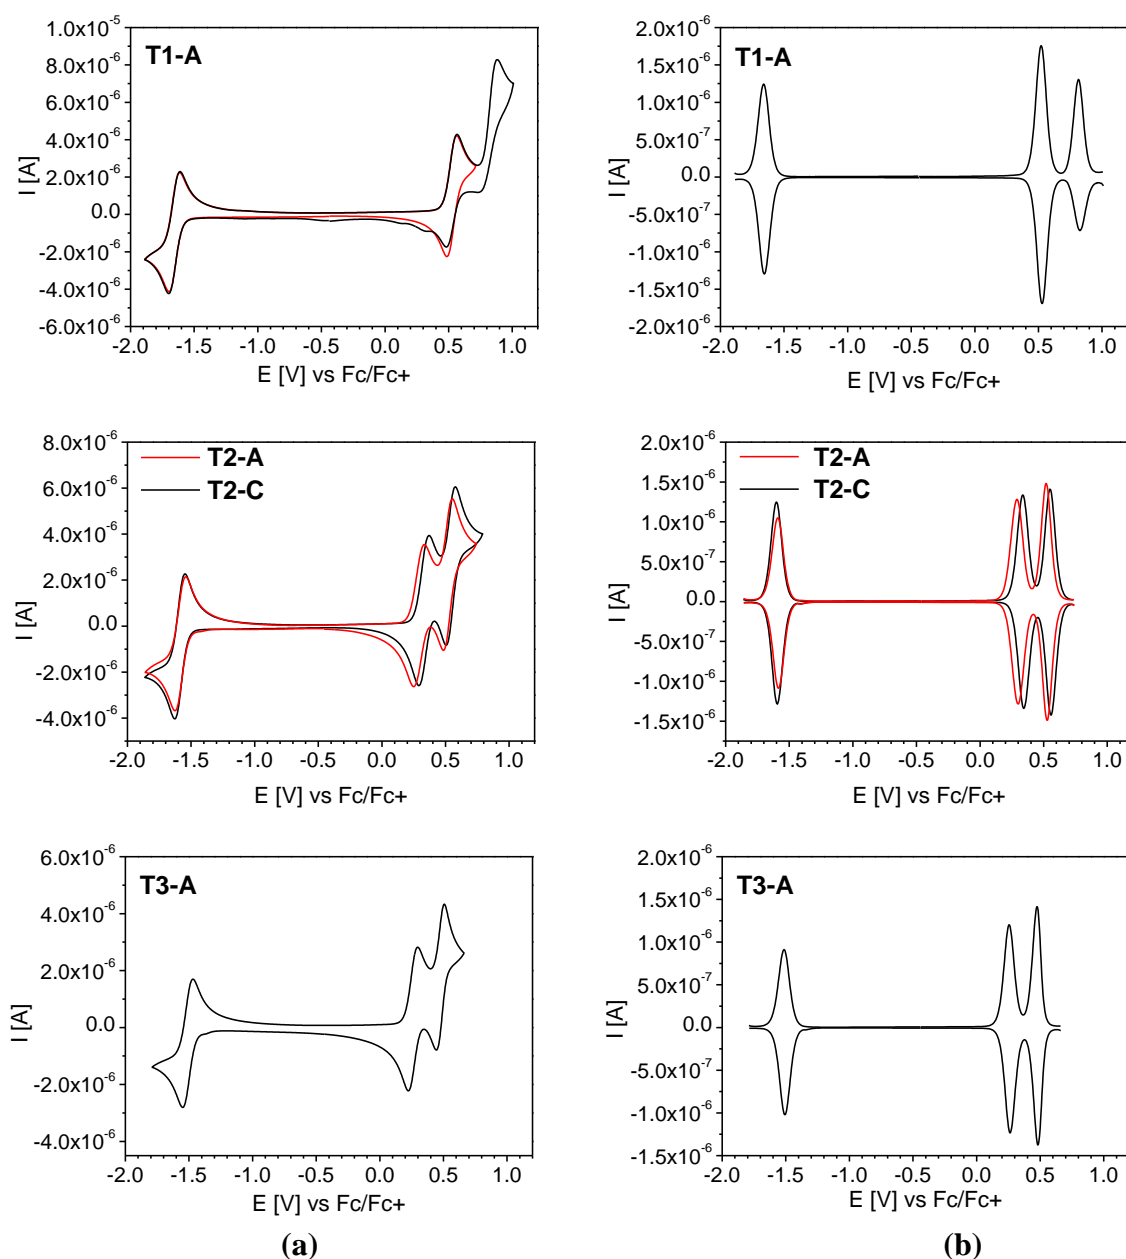 T1-A
1.0x10⁻⁵
8.0x10⁻⁶
6.0x10⁻⁶
4.0x10⁻⁶
2.0x10⁻⁶
0.0
-2.0x10⁻⁶
-4.0x10⁻⁶
-6.0x10⁻⁶
I [A]
-2.0 -1.5 -1.0 -0.5 0.0 0.5 1.0
E [V] vs Fc/Fc+
T1-A
2.0x10⁻⁶
1.5x10⁻⁶
1.0x10⁻⁶
5.0x10⁻⁷
0.0
-5.0x10⁻⁷
-1.0x10⁻⁶
-1.5x10⁻⁶
-2.0x10⁻⁶
I [A]
-2.0 -1.5 -1.0 -0.5 0.0 0.5 1.0
E [V] vs Fc/Fc+
T2-A
T2-C
8.0x10⁻⁶
6.0x10⁻⁶
4.0x10⁻⁶
2.0x10⁻⁶
0.0
-2.0x10⁻⁶
-4.0x10⁻⁶
I [A]
-2.0 -1.5 -1.0 -0.5 0.0 0.5 1.0
E [V] vs Fc/Fc+
T2-A
T2-C
2.0x10⁻⁶
1.5x10⁻⁶
1.0x10⁻⁶
5.0x10⁻⁷
0.0
-5.0x10⁻⁷
-1.0x10⁻⁶
-1.5x10⁻⁶
I [A]
-2.0 -1.5 -1.0 -0.5 0.0 0.5 1.0
E [V] vs Fc/Fc+
T3-A
6.0x10⁻⁶
4.0x10⁻⁶
2.0x10⁻⁶
0.0
-2.0x10⁻⁶
-4.0x10⁻⁶
I [A]
-2.0 -1.5 -1.0 -0.5 0.0 0.5 1.0
E [V] vs Fc/Fc+
(a)
T3-A
2.0x10⁻⁶
1.5x10⁻⁶
1.0x10⁻⁶
5.0x10⁻⁷
0.0
-5.0x10⁻⁷
-1.0x10⁻⁶
-1.5x10⁻⁶
I [A]
-2.0 -1.5 -1.0 -0.5 0.0 0.5 1.0
E [V] vs Fc/Fc+
(b)